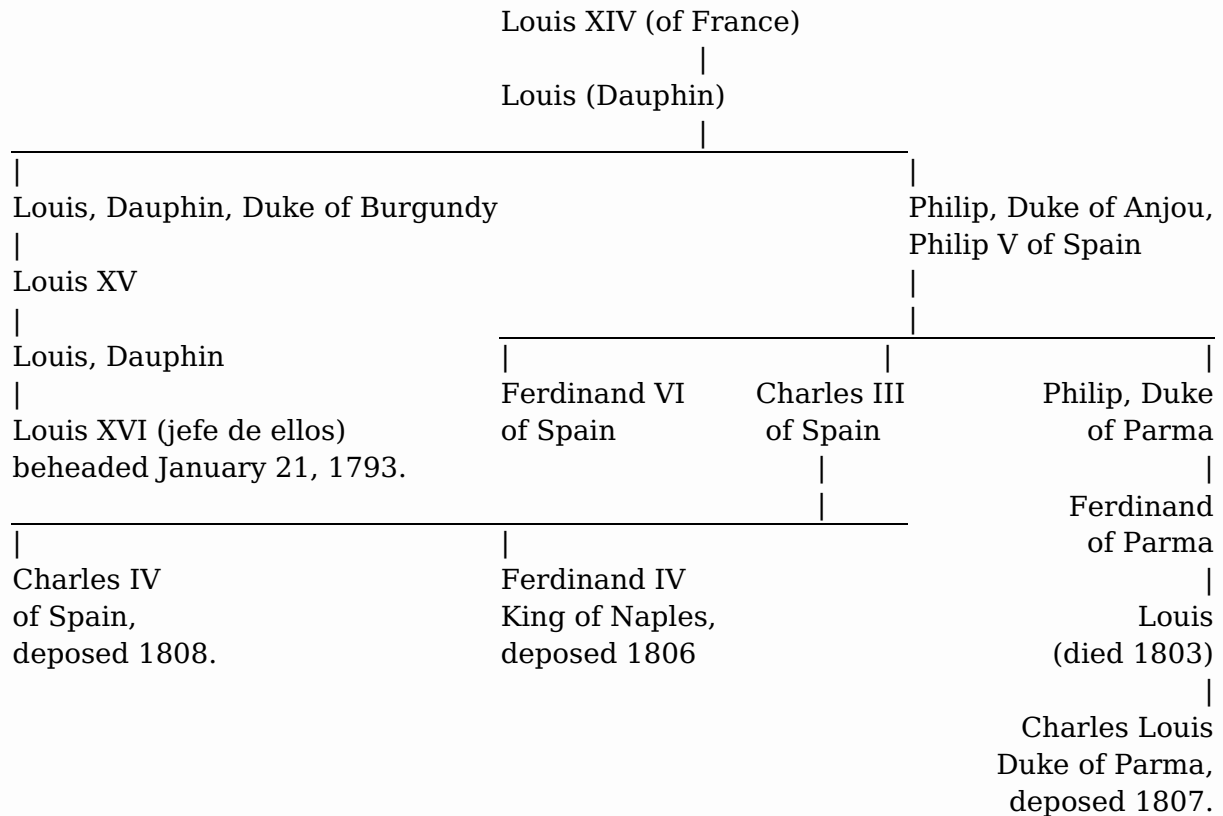 Louis XIV (of France)
|
Louis (Dauphin)
|
| |
Louis, Dauphin, Duke of Burgundy Philip, Duke of Anjou,
| Philip V of Spain
Louis XV |
| |
Louis, Dauphin | | |
| Ferdinand VI Charles III Philip, Duke
Louis XVI (jefe de ellos) of Spain of Spain of Parma
beheaded January 21, 1793. | |
| Ferdinand
| | of Parma
Charles IV Ferdinand IV |
of Spain, King of Naples, Louis
deposed 1808. deposed 1806 (died 1803)
|
Charles Louis
Duke of Parma,
deposed 1807.